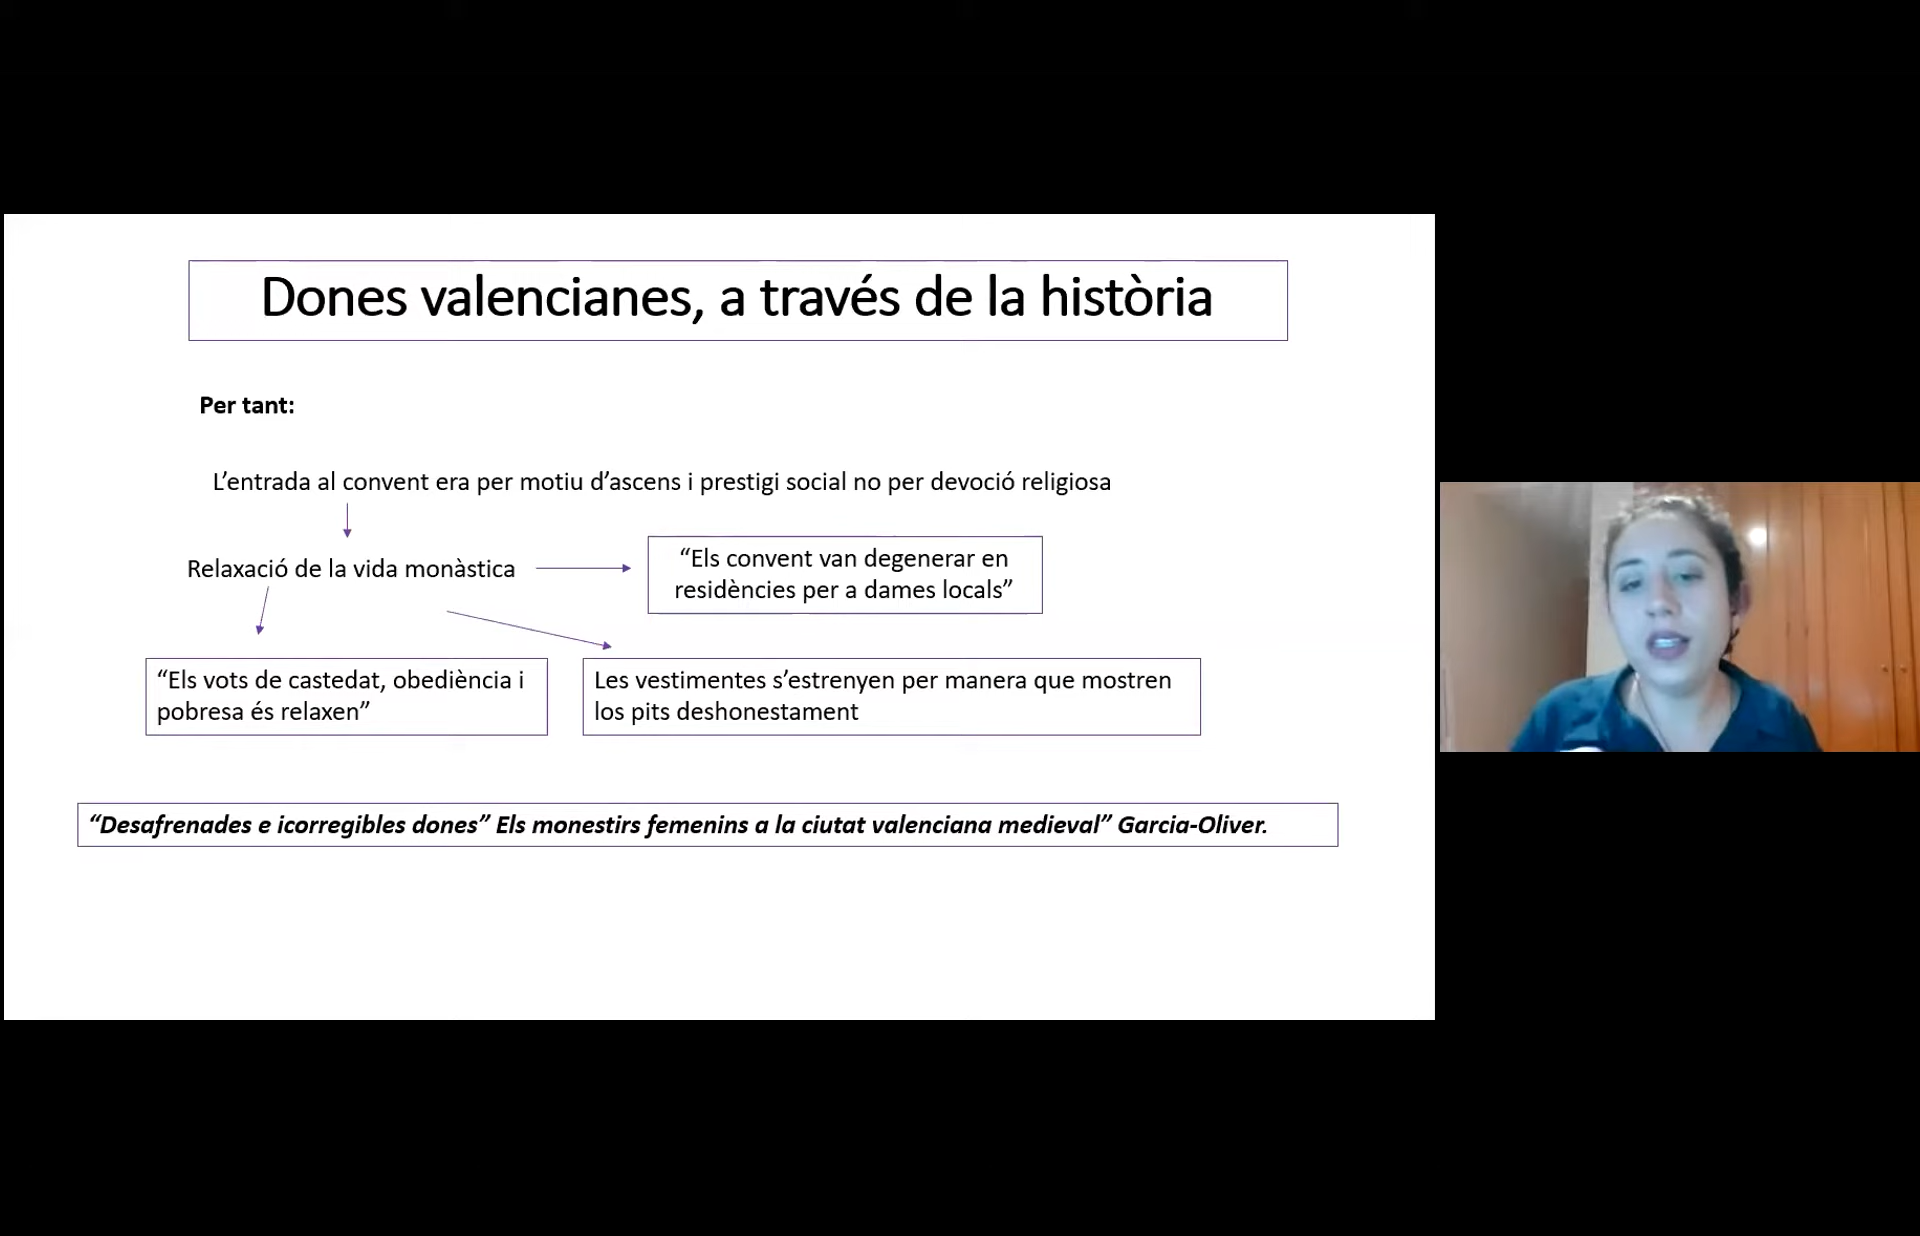 Dones valencianes, a través de la història
Per tant:
L’entrada al convent era per motiu d’ascens i prestigi social no per devoció religiosa
Relaxació de la vida monàstica
“Els convent van degenerar en
residències per a dames locals”
“Els vots de castedat, obediència i
pobresa és relaxen”
Les vestimentes s’estrenyen per manera que mostren
los pits deshonestament
“Desafrenades e icorregibles dones” Els monestirs femenins a la ciutat valenciana medieval” Garcia-Oliver.